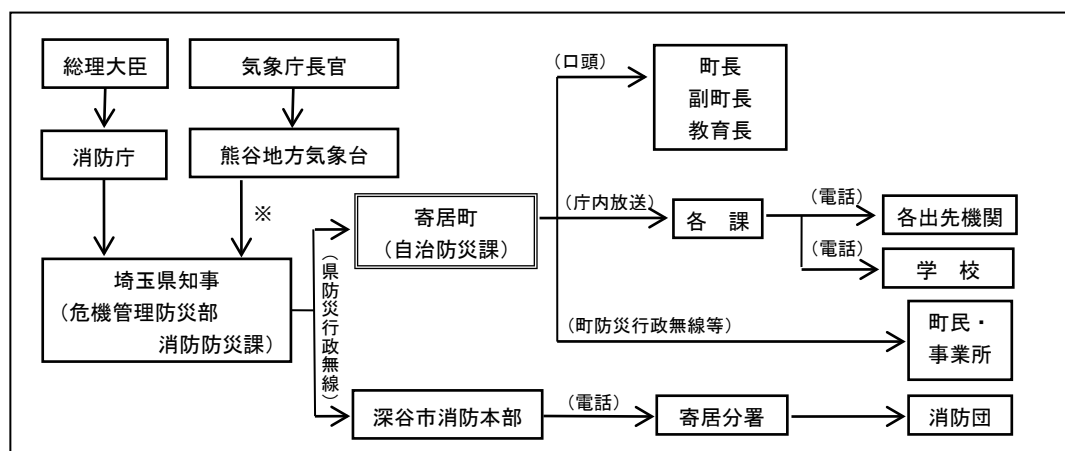 総理大臣
気象庁長官
消防庁
熊谷地方気象台
※
埼玉県知事
（危機管理防災部
消防防災課）
（県防災行政無線）
寄居町
（自治防災課）
（口頭）
町長
副町長
教育長
（庁内放送）
各　課
（電話）
各出先機関
（電話）
学　校
（町防災行政無線等）
町民・
事業所
深谷市消防本部
（電話）
寄居分署
消防団